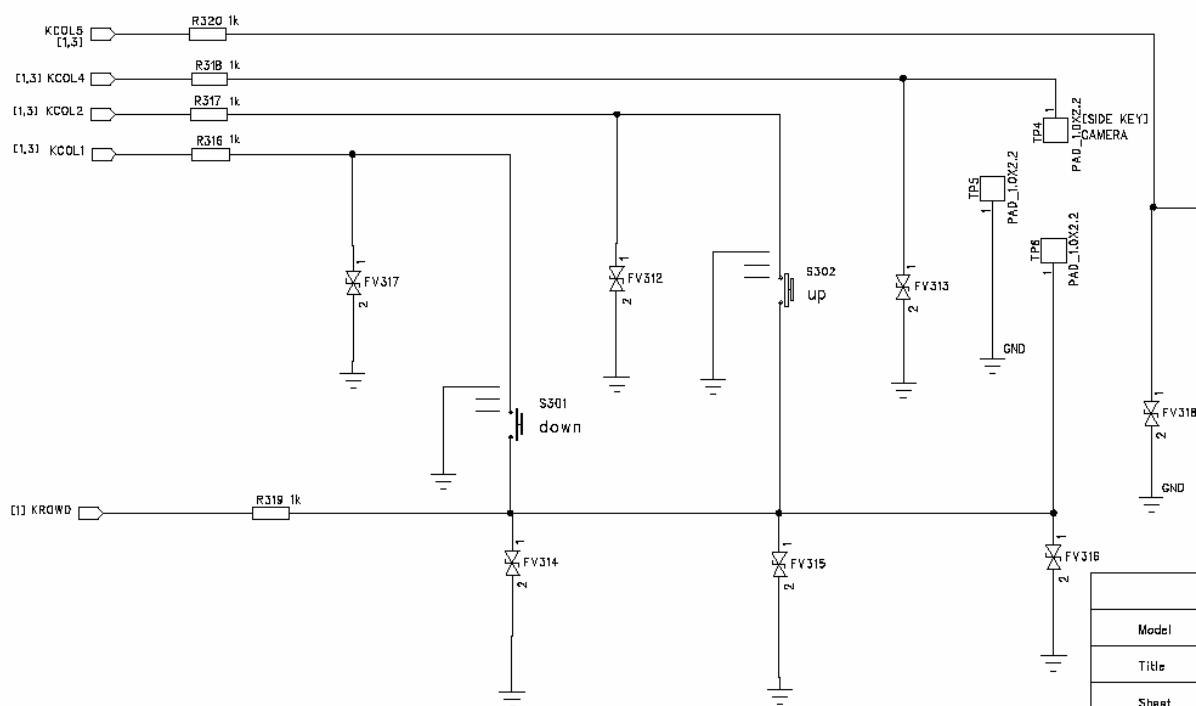 R320 1k
KCOL5
[1,3]
R318 1k
[1,3] KCOL4
R317 1k
[1,3] KCOL2
R316 1k
[1,3] KCOL1
1
TP4
[SIDE KEY]
CAMERA
PAD_1.0X2.2
TP5
1
PAD_1.0X2.2
TP6
1
PAD_1.0X2.2
1
FV317
2
1
FV312
2
S302
up
1
FV313
2
GND
S301
down
1
FV318
2
GND
[1] KROW0
R319 1k
1
FV314
2
1
FV315
2
1
FV316
2
Model
Title
Sheet